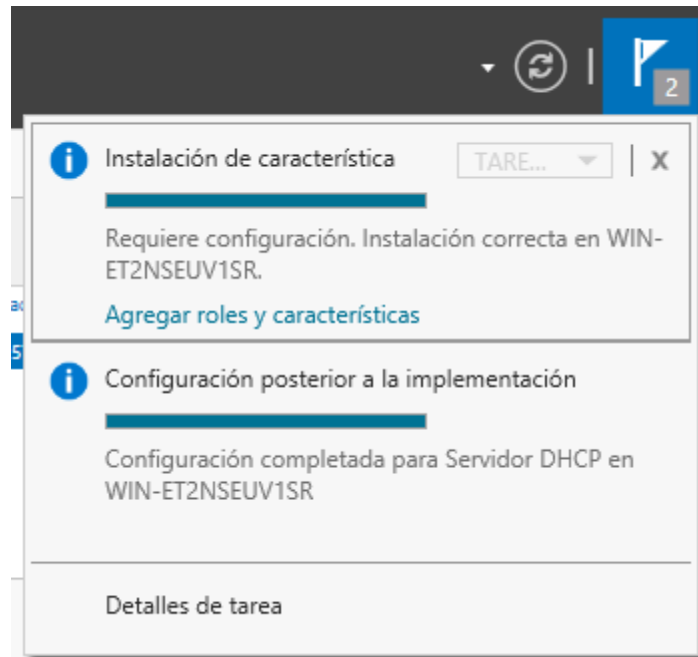 2
Instalación de característica
TARE...
X
Requiere configuración. Instalación correcta en WIN-
ET2NSEUV1SR.
Agregar roles y características
Configuración posterior a la implementación
Configuración completada para Servidor DHCP en
WIN-ET2NSEUV1SR
Detalles de tarea